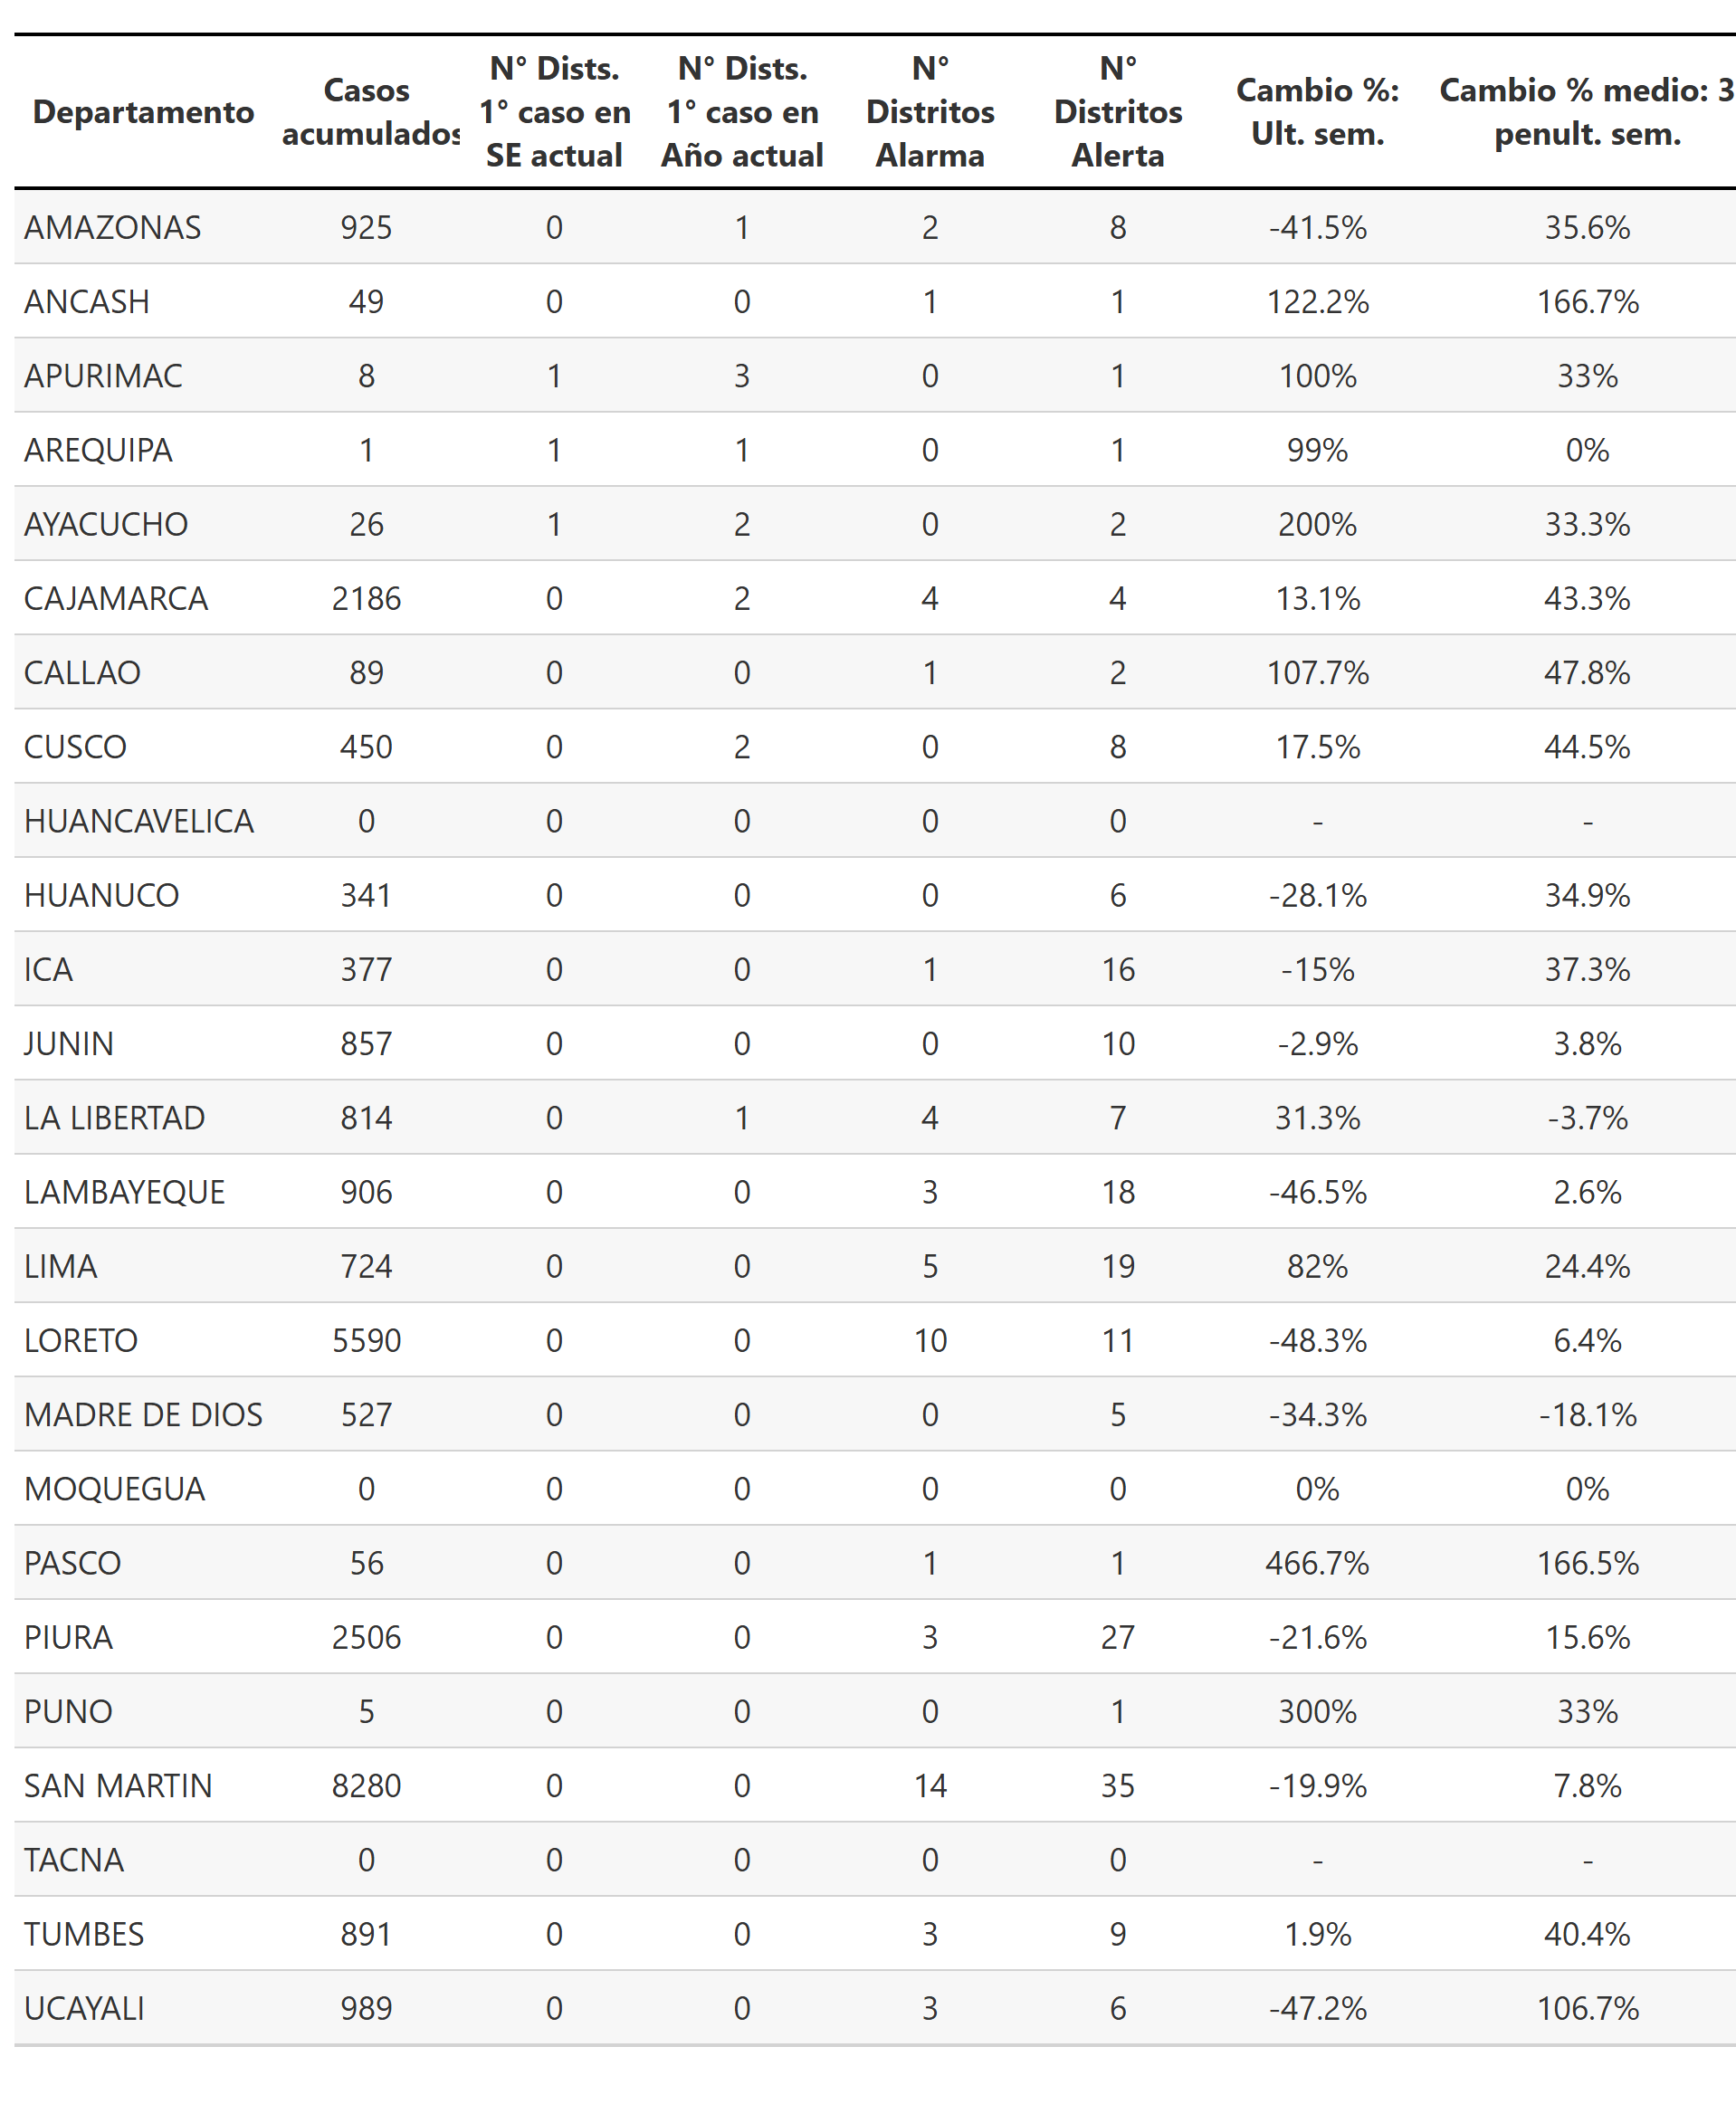 Departamento Casos acumulados N° Dists. 1° caso en SE actual N° Dists. 1° caso en Año actual N° Distritos Alarma N° Distritos Alerta Cambio %: Ult. sem. Cambio % medio: 3 penult. sem.
AMAZONAS 925 0 1 2 8 -41.5% 35.6%
ANCASH 49 0 0 1 1 122.2% 166.7%
APURIMAC 8 1 3 0 1 100% 33%
AREQUIPA 1 1 1 0 1 99% 0%
AYACUCHO 26 1 2 0 2 200% 33.3%
CAJAMARCA 2186 0 2 4 4 13.1% 43.3%
CALLAO 89 0 0 1 2 107.7% 47.8%
CUSCO 450 0 2 0 8 17.5% 44.5%
HUANCAVELICA 0 0 0 0 0 - -
HUANUCO 341 0 0 0 6 -28.1% 34.9%
ICA 377 0 0 1 16 -15% 37.3%
JUNIN 857 0 0 0 10 -2.9% 3.8%
LA LIBERTAD 814 0 1 4 7 31.3% -3.7%
LAMBAYEQUE 906 0 0 3 18 -46.5% 2.6%
LIMA 724 0 0 5 19 82% 24.4%
LORETO 5590 0 0 10 11 -48.3% 6.4%
MADRE DE DIOS 527 0 0 0 5 -34.3% -18.1%
MOQUEGUA 0 0 0 0 0 0% 0%
PASCO 56 0 0 1 1 466.7% 166.5%
PIURA 2506 0 0 3 27 -21.6% 15.6%
PUNO 5 0 0 0 1 300% 33%
SAN MARTIN 8280 0 0 14 35 -19.9% 7.8%
TACNA 0 0 0 0 0 - -
TUMBES 891 0 0 3 9 1.9% 40.4%
UCAYALI 989 0 0 3 6 -47.2% 106.7%